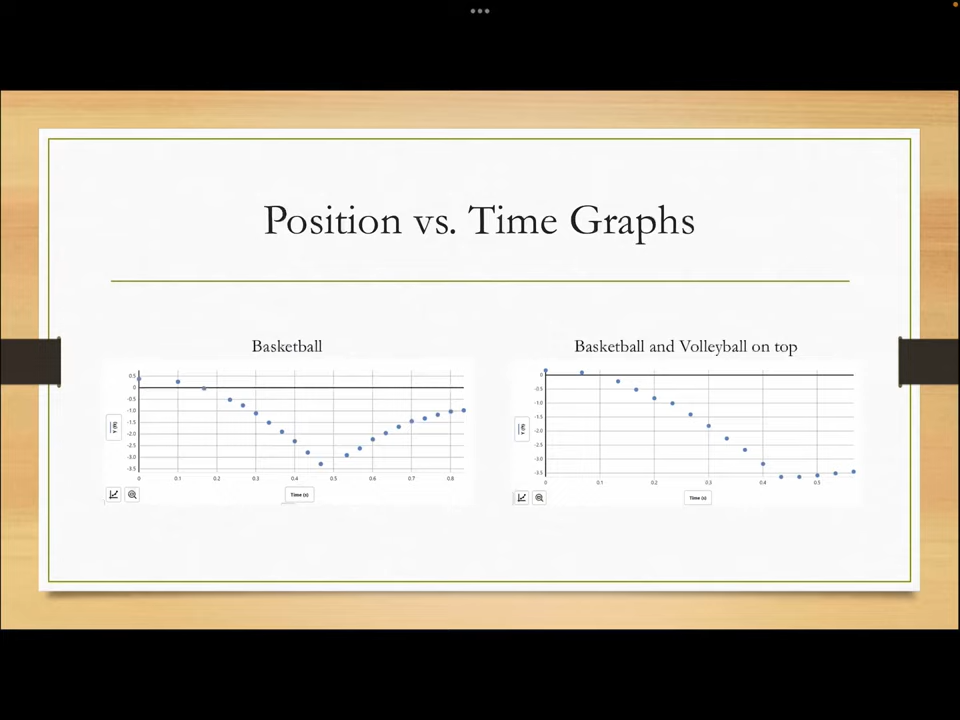 Position vs. Time Graphs
Basketball
0.5
0
-0.5
-1.0
-1.5
-2.0
-2.5
-3.0
-3.5
Y (ft)
0 0.1 0.2 0.3 0.4 0.5 0.6 0.7 0.8
Time (s)
Basketball and Volleyball on top
0
-0.5
-1.0
-1.5
-2.0
-2.5
-3.0
-3.5
Y (ft)
0 0.1 0.2 0.3 0.4 0.5
Time (s)